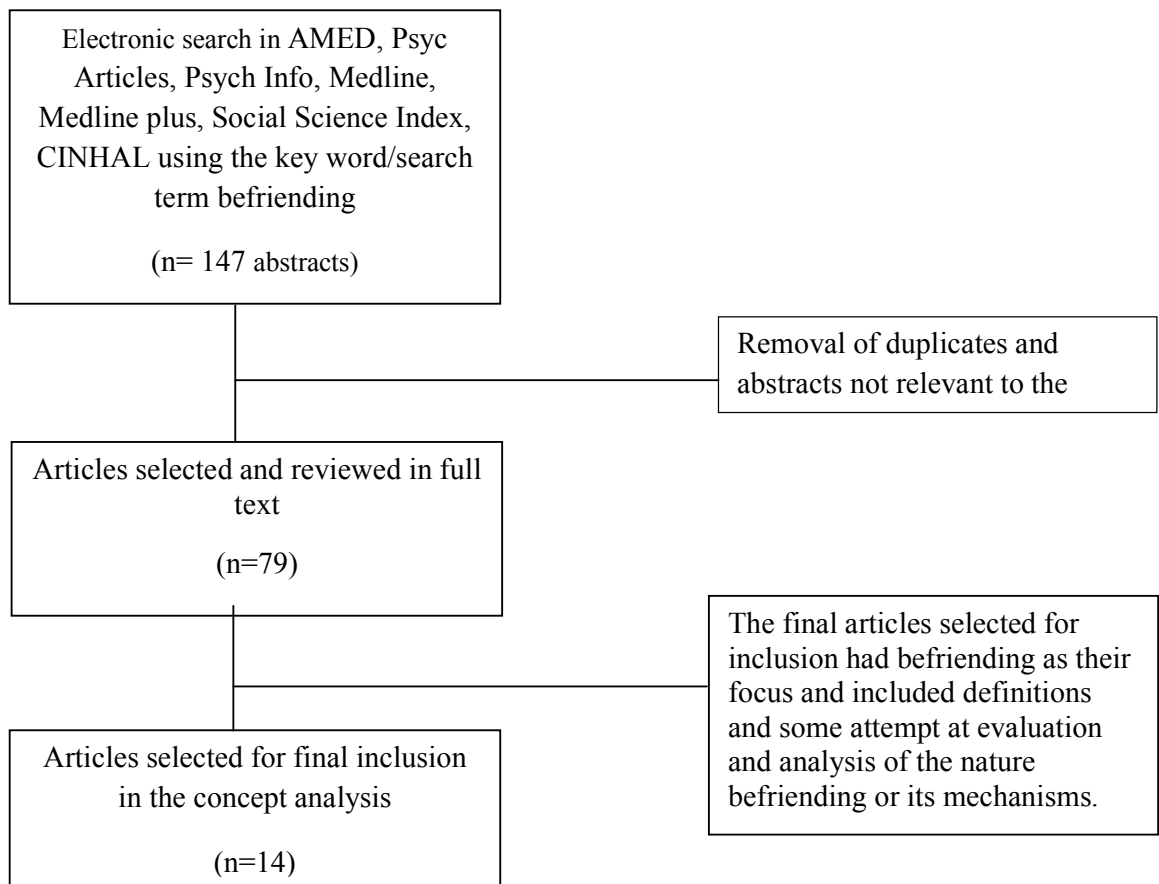 Electronic search in AMED, Psyc
Articles, Psych Info, Medline,
Medline plus, Social Science Index,
CINHAL using the key word/search
term befriending
(n= 147 abstracts)
Removal of duplicates and
abstracts not relevant to the
Articles selected and reviewed in full
text
(n=79)
The final articles selected for
inclusion had befriending as their
focus and included definitions
and some attempt at evaluation
and analysis of the nature
befriending or its mechanisms.
Articles selected for final inclusion
in the concept analysis
(n=14)